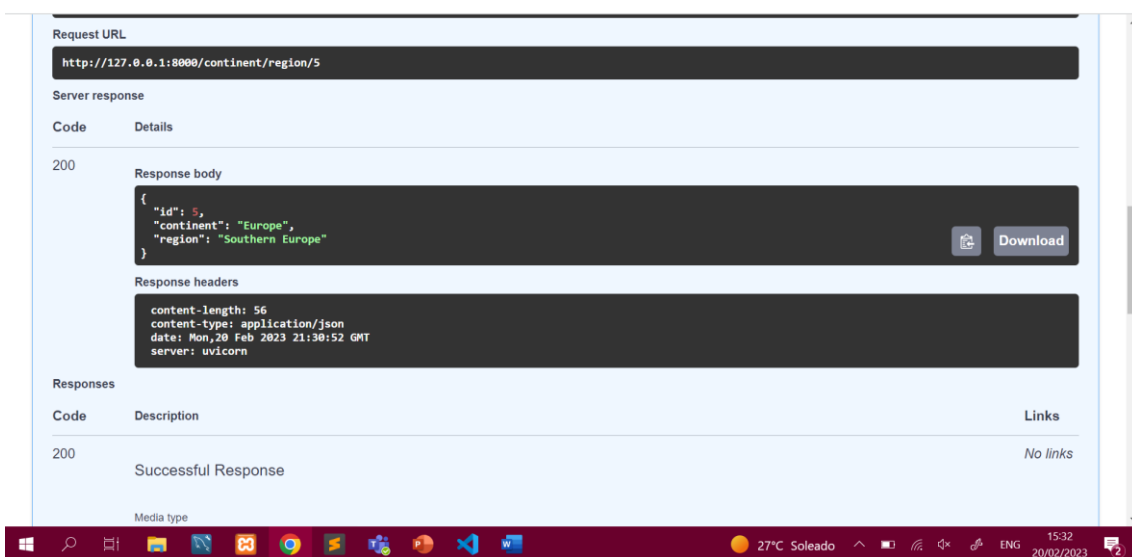 Request URL
http://127.0.0.1:8000/continent/region/5
Server response
Code Details
200
Response body
{
"id": 5,
"continent": "Europe",
"region": "Southern Europe"
}
Download
Response headers
content-length: 56
content-type: application/json
date: Mon,20 Feb 2023 21:30:52 GMT
server: uvicorn
Responses
Code Description Links
200 No links
Successful Response
Media type
27°C Soleado ENG 15:32
20/02/2023 2